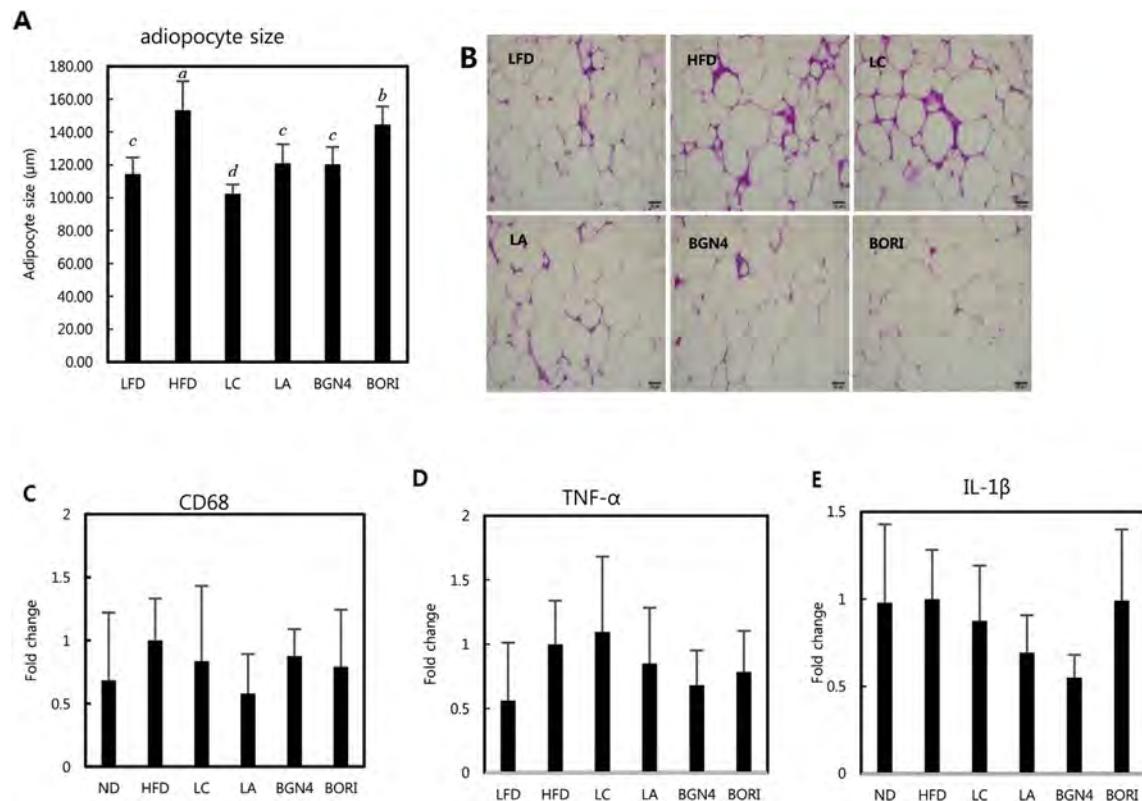 A
adiopocyte size
180.00
160.00
140.00
120.00
100.00
80.00
60.00
40.00
20.00
0.00
Adipocyte size (μm)
c
a
d
c
c
b
LFD HFD LC LA BGN4 BORI
B
LFD
HFD
LC
LA
BGN4
BORI
C
CD68
2
1.5
1
0.5
0
Fold change
ND HFD LC LA BGN4 BORI
D
TNF-α
2
1.5
1
0.5
0
Fold change
LFD HFD LC LA BGN4 BORI
E
IL-1β
1.5
1
0.5
0
Fold change
ND HFD LC LA BGN4 BORI